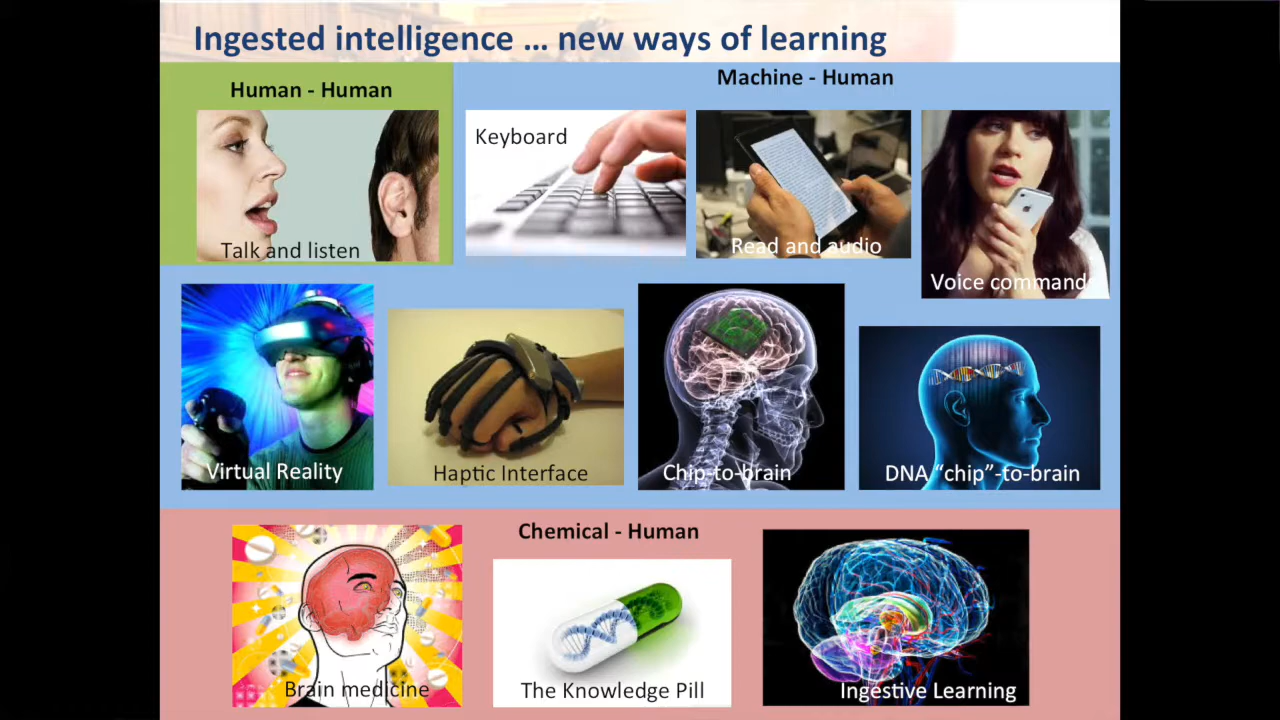 Ingested intelligence … new ways of learning
Human - Human
Machine - Human
Talk and listen
Keyboard
Read and audio
Voice command
Virtual Reality
Haptic Interface
Chip-to-brain
DNA “chip”-to-brain
Chemical - Human
Brain medicine
The Knowledge Pill
Ingestive Learning